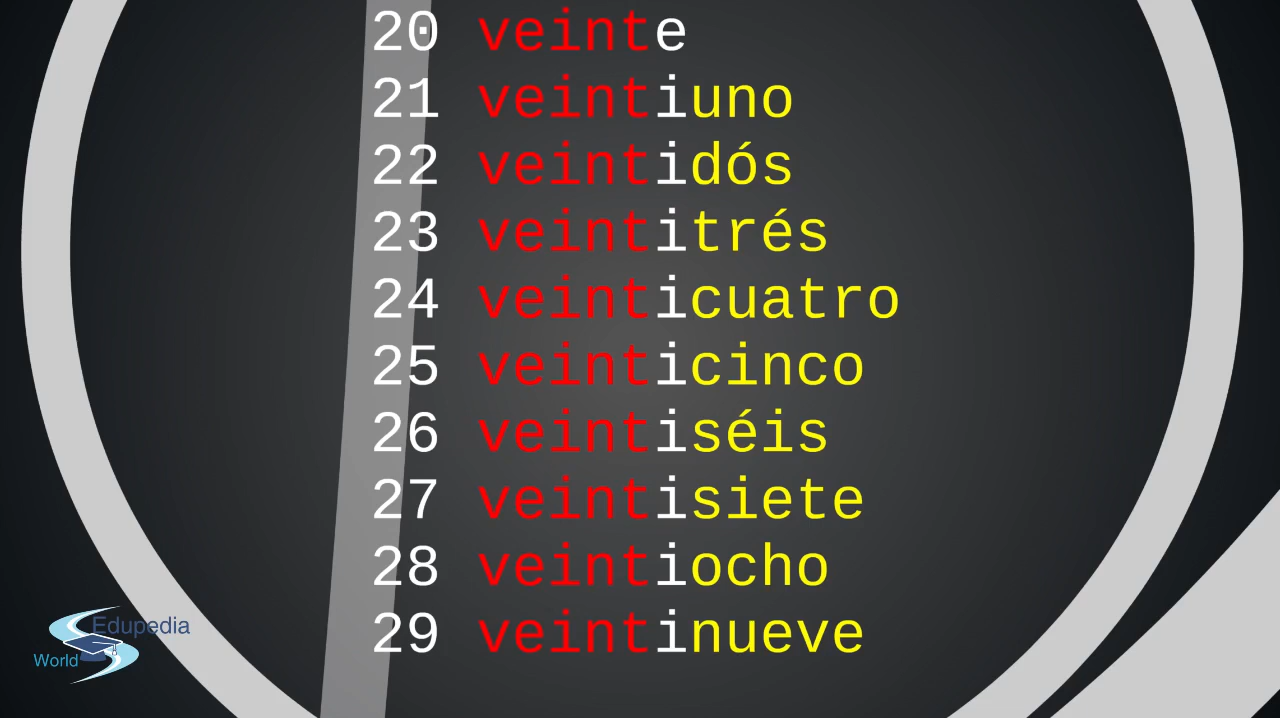 20 veinte
21 veintiuno
22 veintidós
23 veintitrés
24 veinticuatro
25 veinticinco
26 veintiséis
27 veintisiete
28 veintiocho
29 veintinueve
Edupedia
World